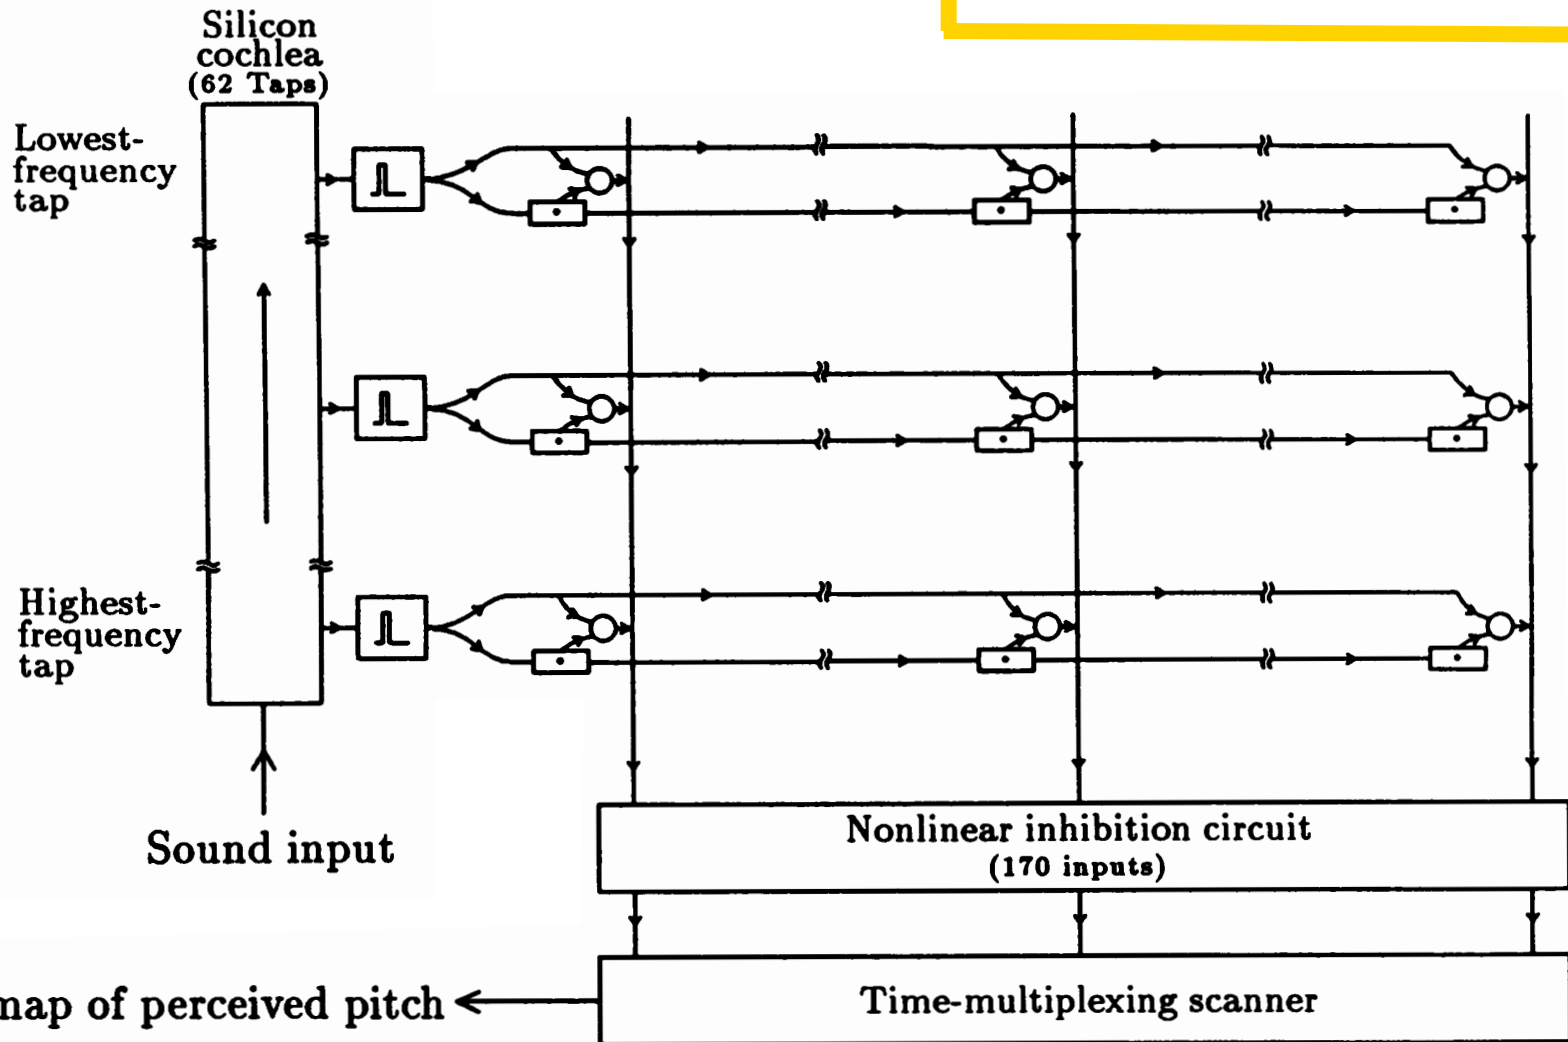 Silicon
cochlea
(62 Taps)
Lowest-
frequency
tap
Highest-
frequency
tap
Sound input
Nonlinear inhibition circuit
(170 inputs)
map of perceived pitch
Time-multiplexing scanner